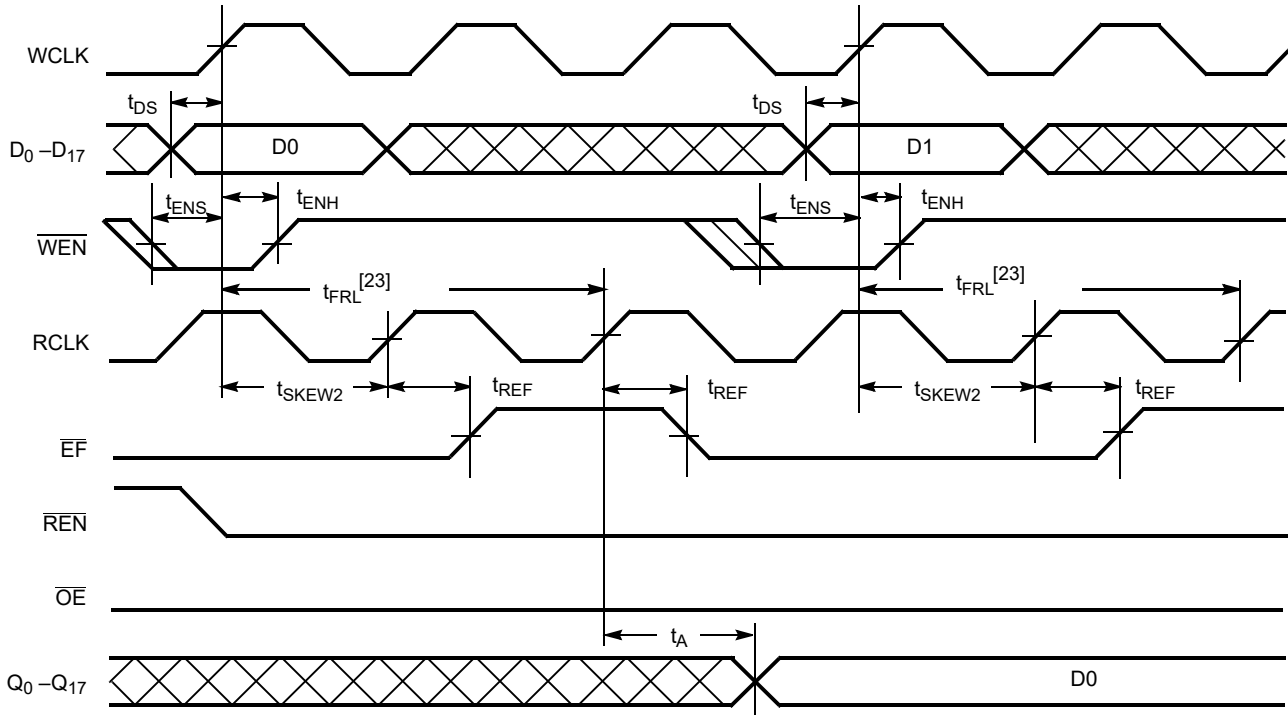 WCLK
tDS tDS
D0 –D17 D0 D1
tENS tENH tENS tENH
WEN
tFRL[23] tFRL[23]
RCLK
tSKEW2 tREF tREF tSKEW2 tREF
EF
REN
OE
tA
Q0 –Q17 D0